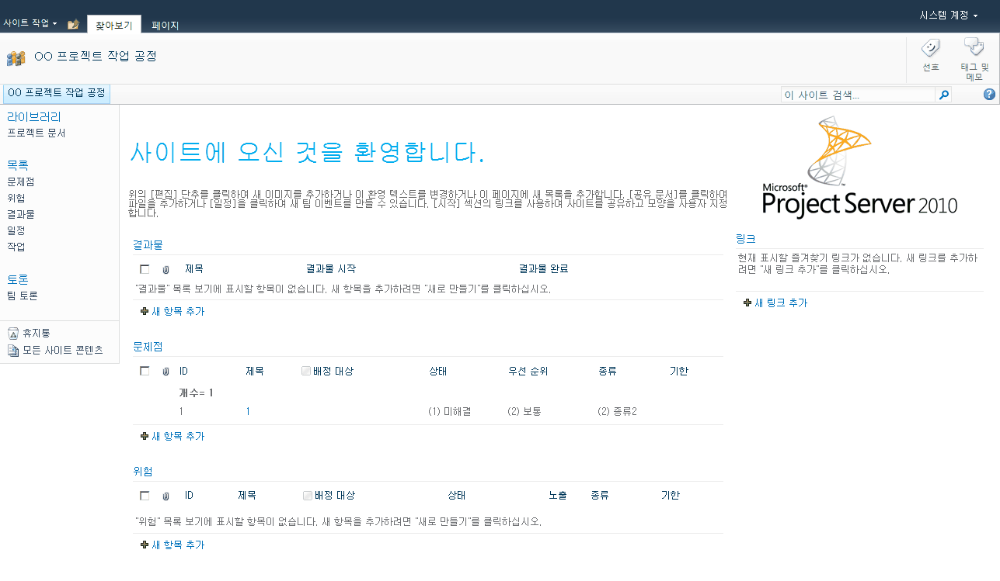 사이트 작업
찾아보기
페이지
시스템 계정
OO 프로젝트 작업 공정
선호
태그 및
메모
OO 프로젝트 작업 공정
이 사이트 검색...
라이브러리
프로젝트 문서
목록
문제점
위험
결과물
일정
작업
토론
팀 토론
휴지통
모든 사이트 콘텐츠
사이트에 오신 것을 환영합니다.
위의 [편집] 단추를 클릭하여 새 이미지를 추가하거나 이 환영 텍스트를 변경하거나 이 페이지에 새 목록을 추가합니다. [공유 문서]를 클릭하여
파일을 추가하거나 [일정]을 클릭하여 새 팀 이벤트를 만들 수 있습니다. [시작] 섹션의 링크를 사용하여 사이트를 공유하고 모양을 사용자 지정
합니다.
결과물
제목 결과물 시작 결과물 완료
"결과물" 목록 보기에 표시할 항목이 없습니다. 새 항목을 추가하려면 "새로 만들기"를 클릭하십시오.
새 항목 추가
문제점
ID 제목 배정 대상 상태 우선 순위 종류 기한
개수= 1
1 1 (1) 미해결 (2) 보통 (2) 종류2
새 항목 추가
위험
ID 제목 배정 대상 상태 노출 종류 기한
"위험" 목록 보기에 표시할 항목이 없습니다. 새 항목을 추가하려면 "새로 만들기"를 클릭하십시오.
새 항목 추가
Microsoft®
Project Server 2010
링크
현재 표시할 즐겨찾기 링크가 없습니다. 새 링크를 추가하
려면 "새 링크 추가"를 클릭하십시오.
새 링크 추가